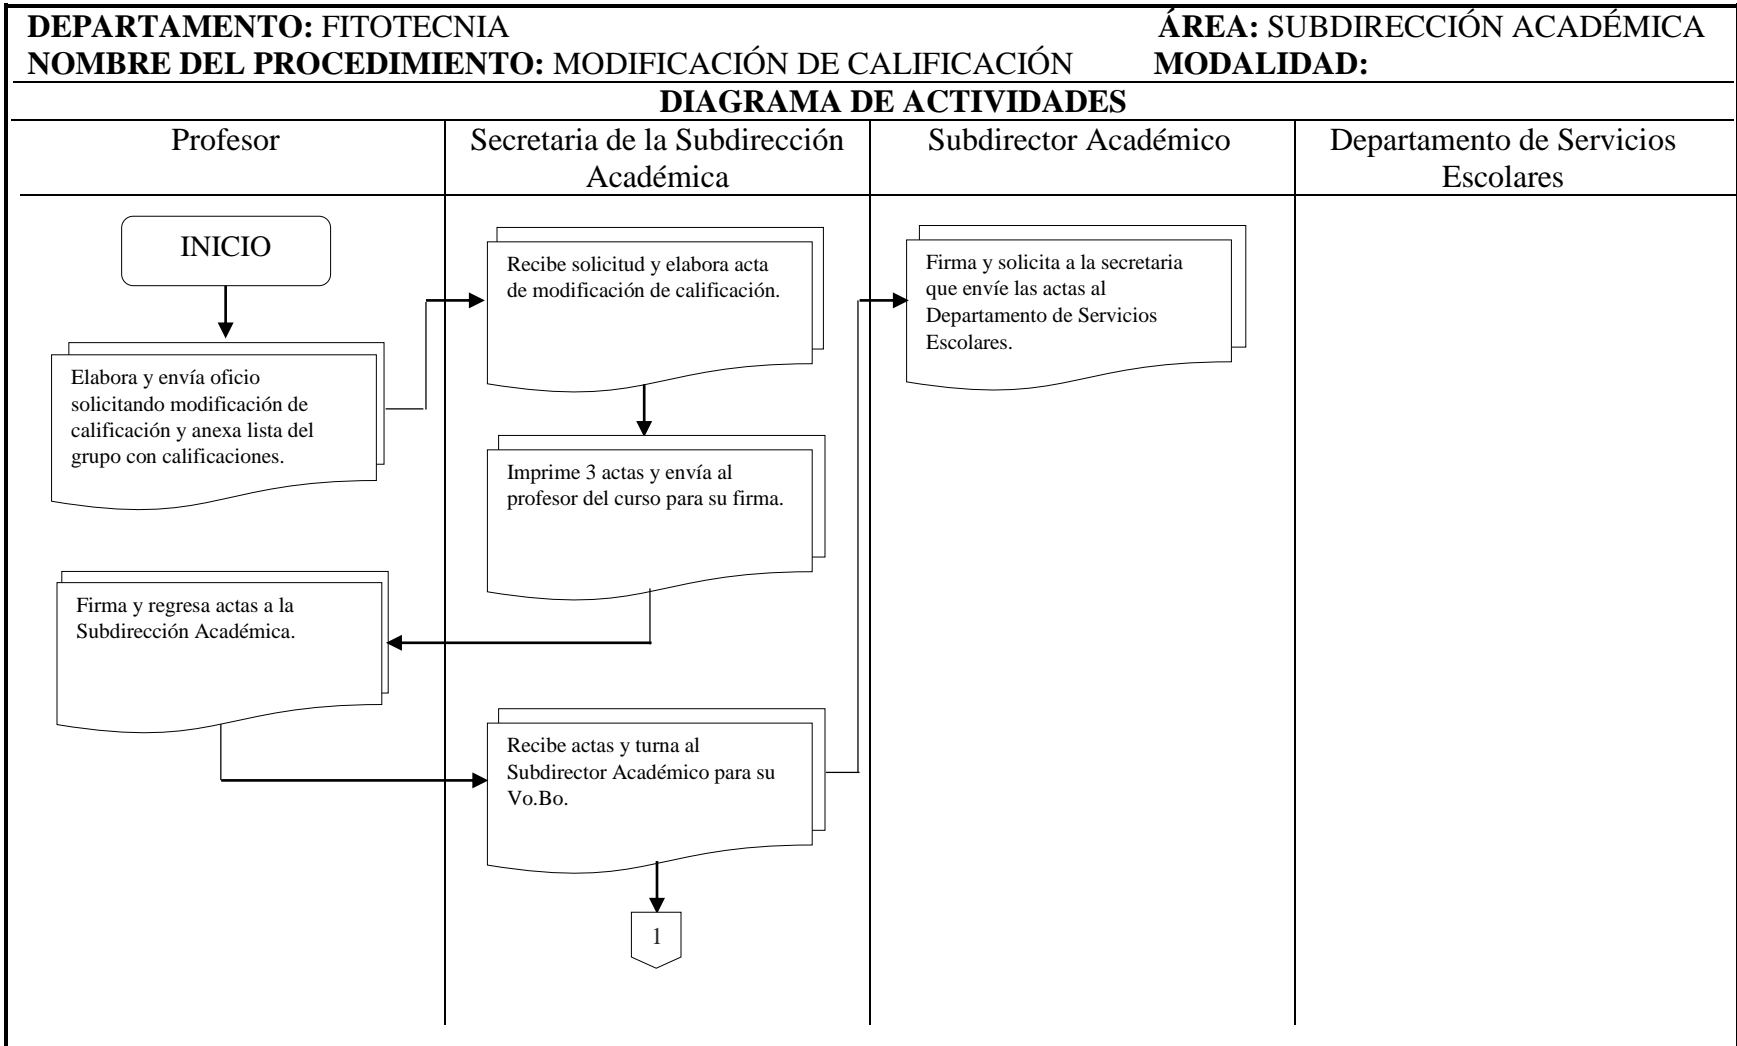 DEPARTAMENTO: FITOTECNIA ÁREA: SUBDIRECCIÓN ACADÉMICA
NOMBRE DEL PROCEDIMIENTO: MODIFICACIÓN DE CALIFICACIÓN MODALIDAD:
DIAGRAMA DE ACTIVIDADES
Profesor
Secretaria de la Subdirección
Académica
Subdirector Académico
Departamento de Servicios
Escolares
INICIO
Elabora y envía oficio
solicitando modificación de
calificación y anexa lista del
grupo con calificaciones.
Recibe solicitud y elabora acta
de modificación de calificación.
Imprime 3 actas y envía al
profesor del curso para su firma.
Firma y regresa actas a la
Subdirección Académica.
Recibe actas y turna al
Subdirector Académico para su
Vo.Bo.
Firma y solicita a la secretaria
que envíe las actas al
Departamento de Servicios
Escolares.
1